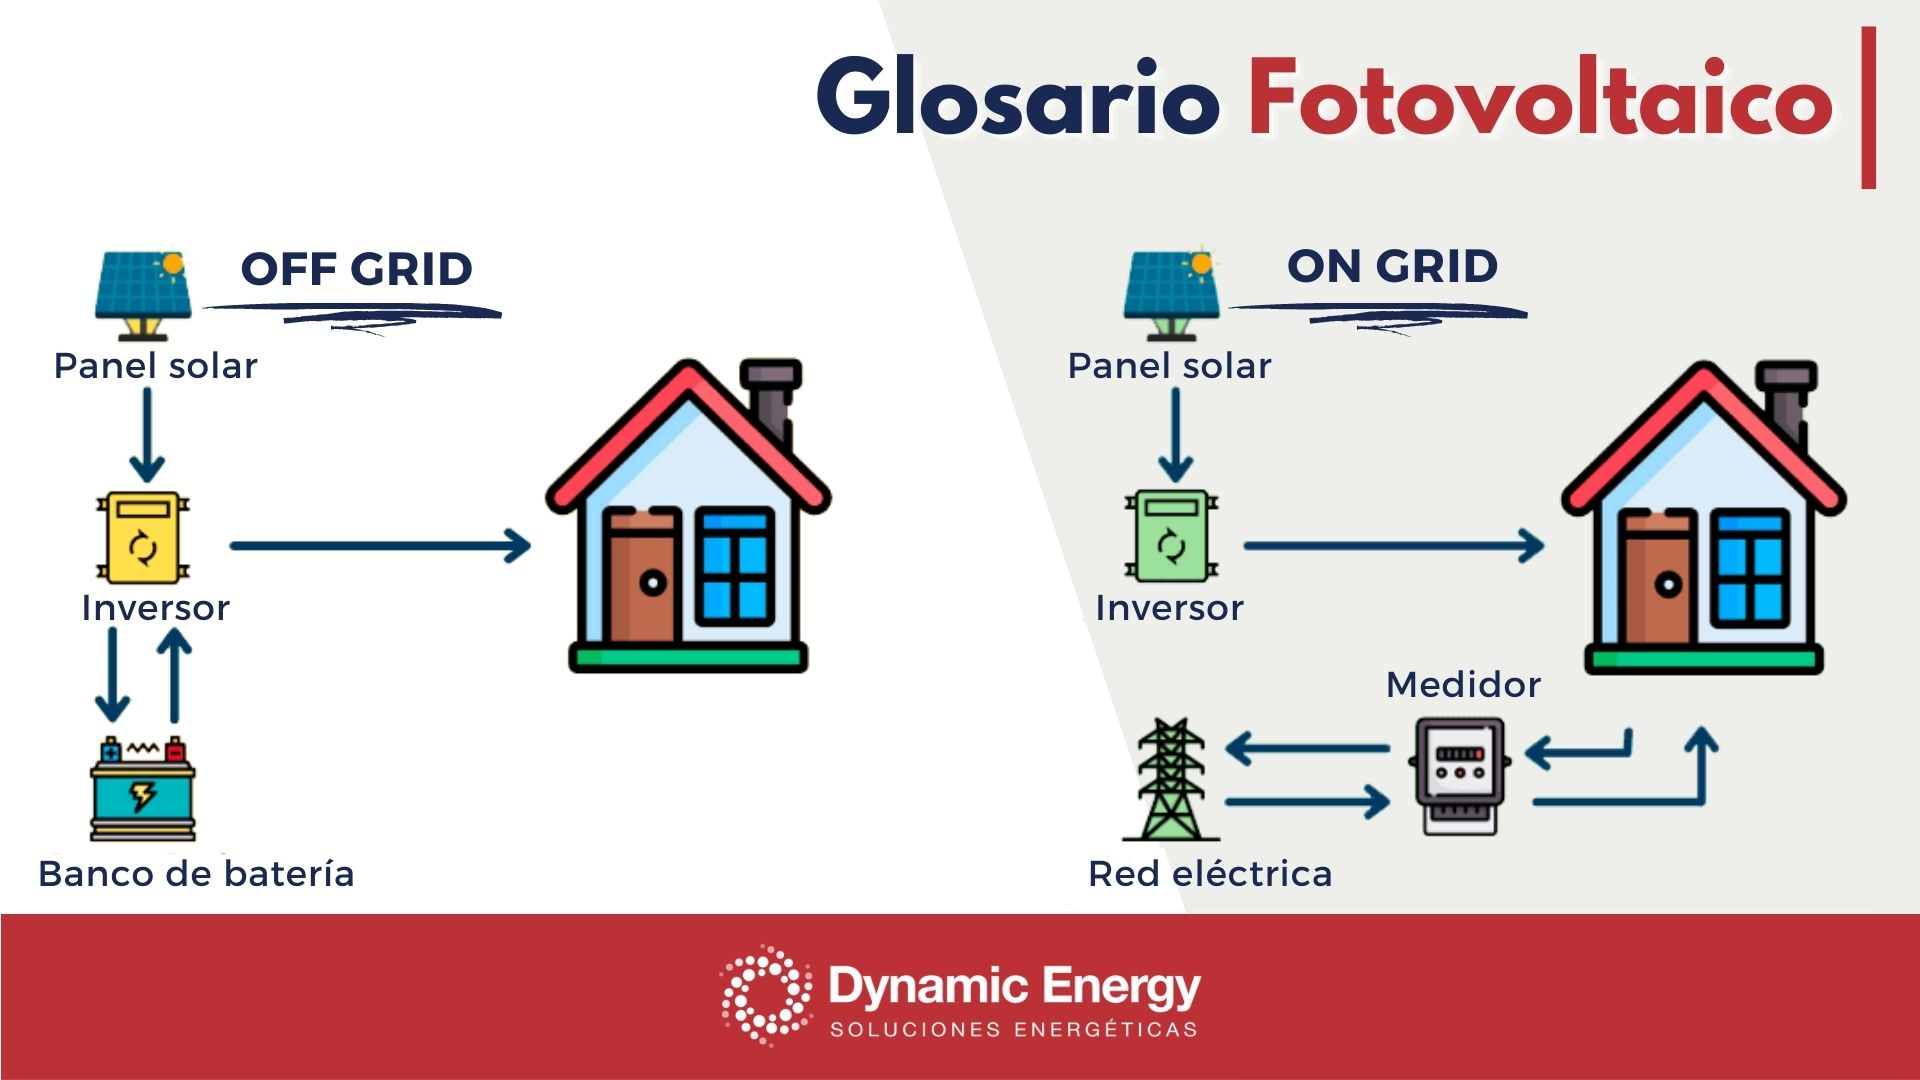 Glosario Fotovoltaico
OFF GRID
Panel solar
Inversor
Banco de batería
ON GRID
Panel solar
Inversor
Medidor
Red eléctrica
Dynamic Energy
SOLUCIONES ENERGÉTICAS